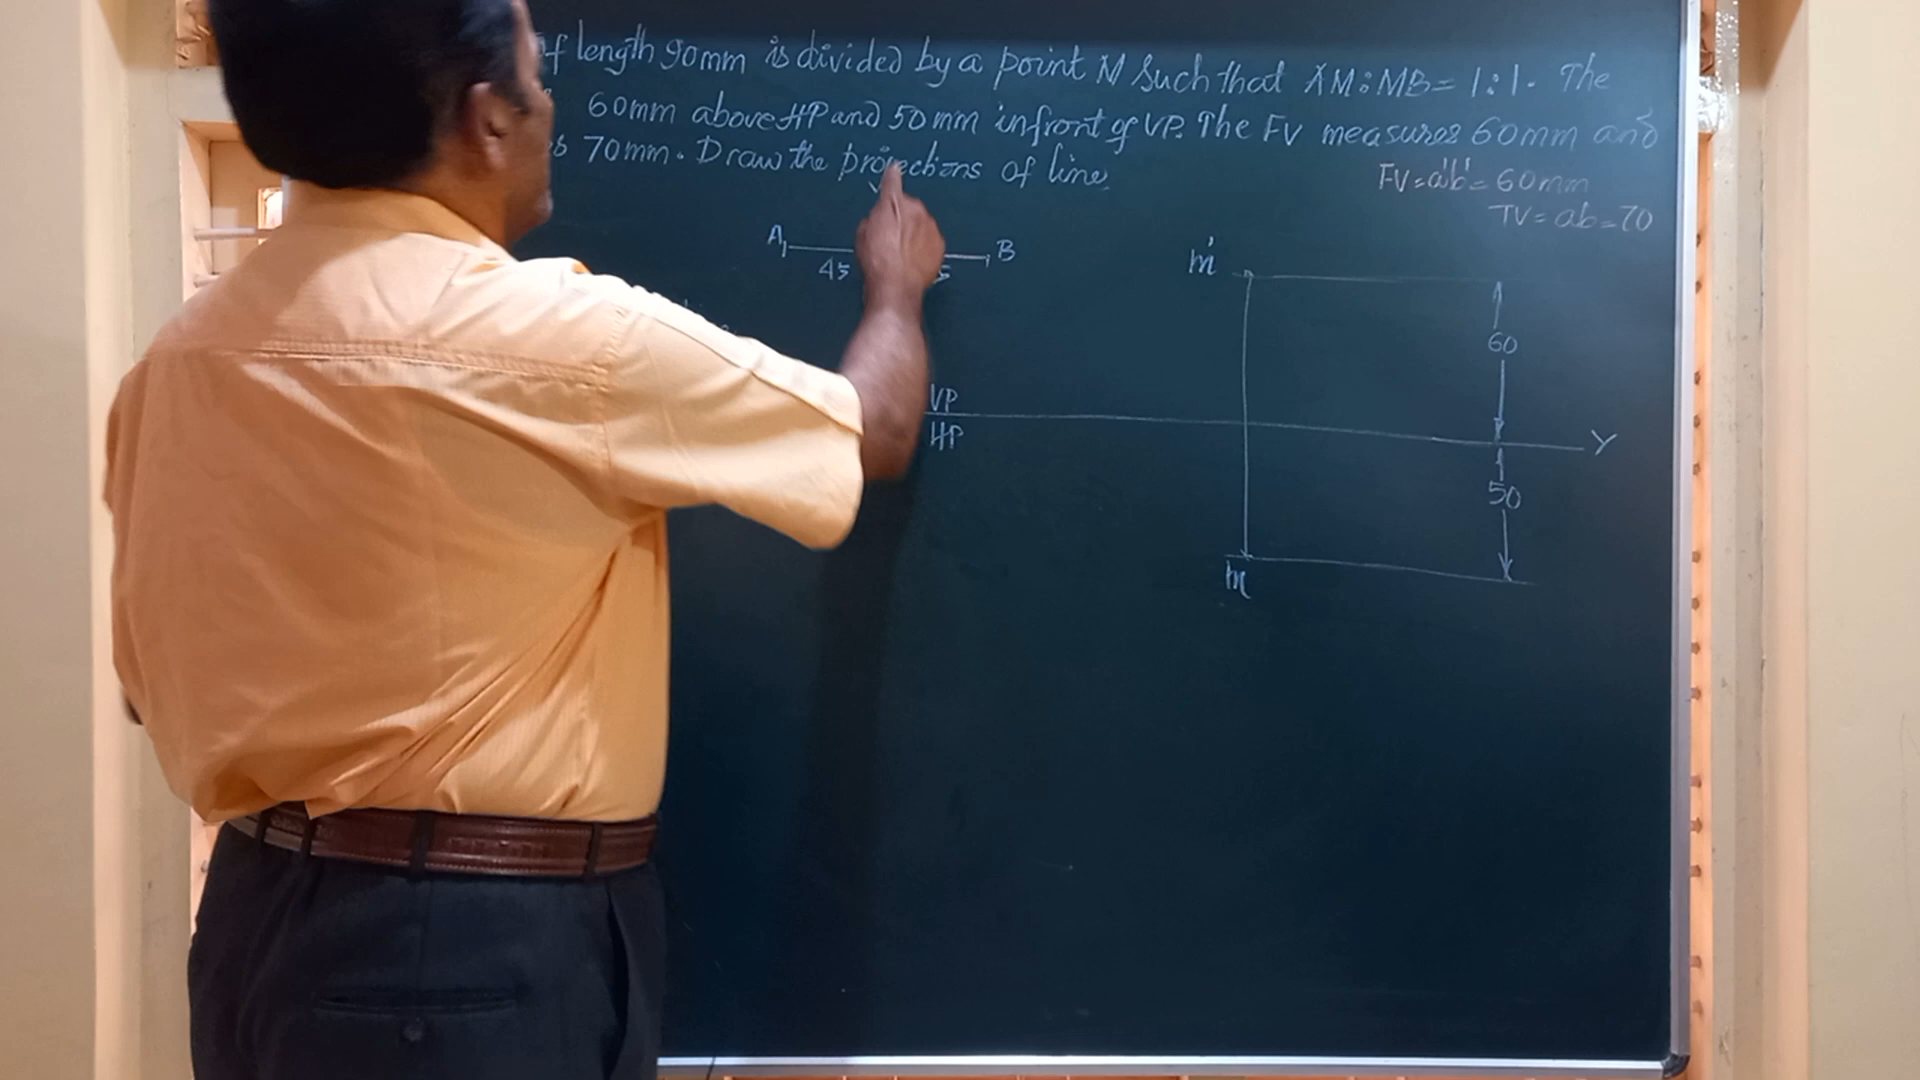 of length 90mm is divided by a point M such that AM:MB = 1:1. The
60mm above HP and 50mm infront of VP. The FV measures 60mm and
70mm. Draw the projections of line.
FV = a'b' = 60mm
TV = ab = 70
A B
45 5
m'
60
VP
HP
Y
50
m